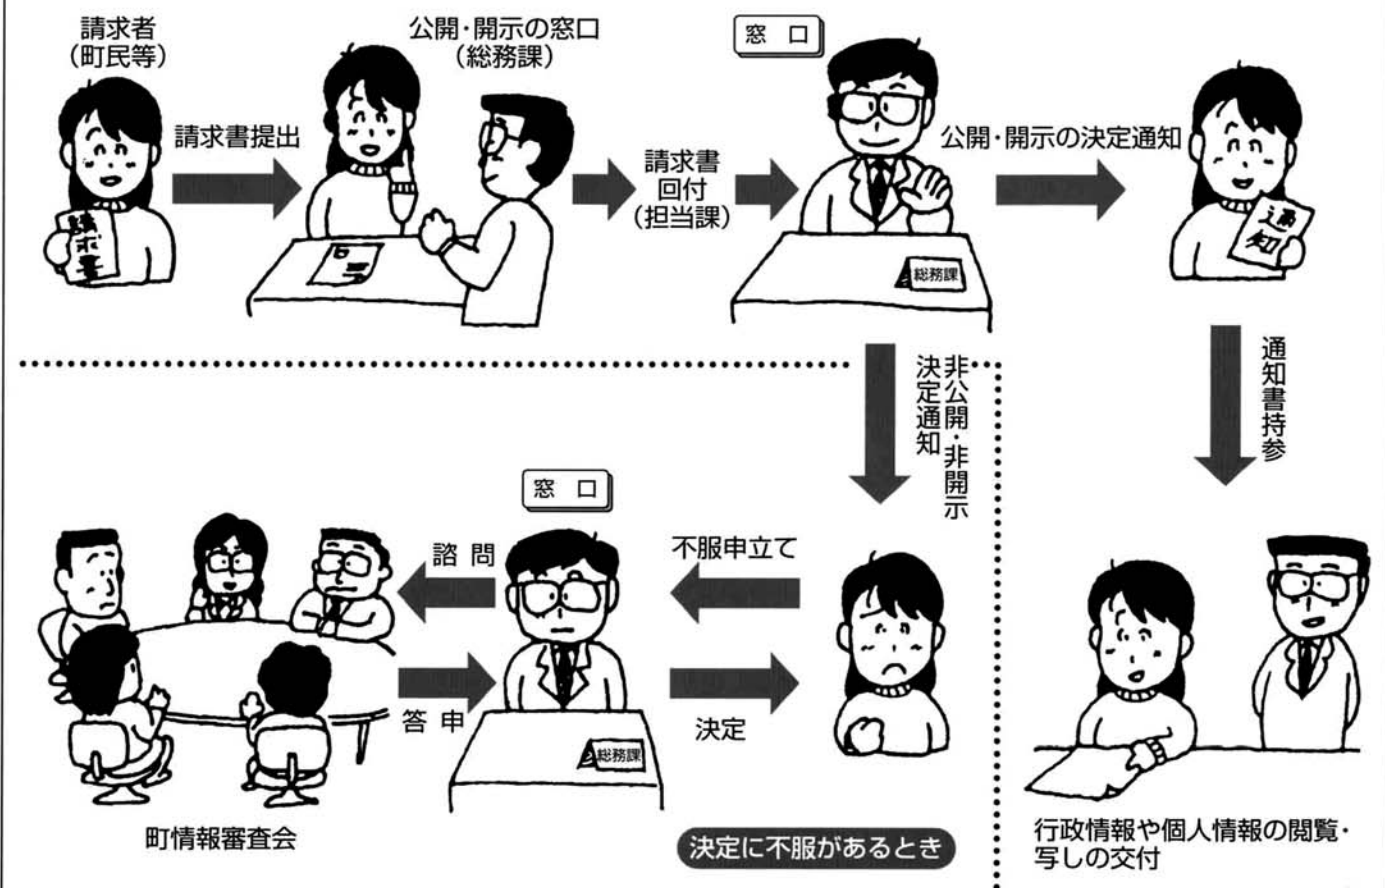 請求者
(町民等)
請求書
請求書提出
公開・開示の窓口
(総務課)
請求書
回付
(担当課)
窓 口
総務課
公開・開示の決定通知
通知
通知書持参
行政情報や個人情報の閲覧・
写しの交付
非公開・非開示
決定通知
不服申立て
窓 口
総務課
諮 問
答 申
決定
町情報審査会
決定に不服があるとき